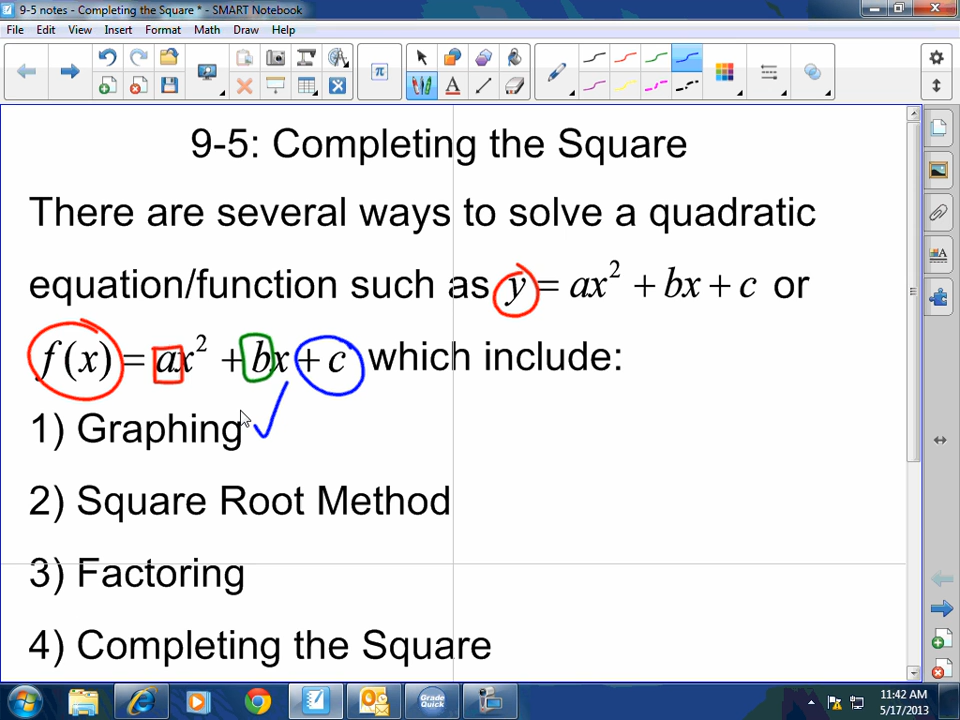 9-5 notes - Completing the Square * - SMART Notebook
File Edit View Insert Format Math Draw Help
9-5: Completing the Square
There are several ways to solve a quadratic
equation/function such as y = ax² + bx + c or
f(x) = ax² + bx + c which include:
1) Graphing
2) Square Root Method
3) Factoring
4) Completing the Square
Grade Quick
11:42 AM
5/17/2013